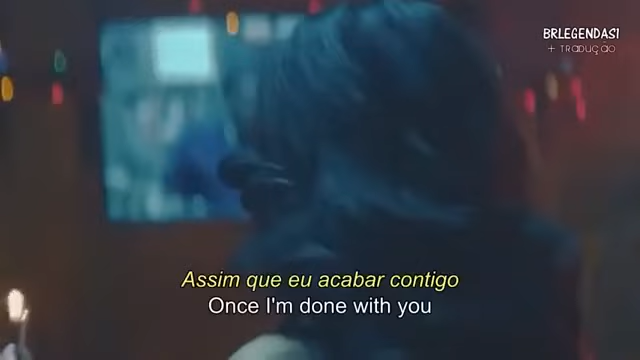 BRLEGENDAS!
+ TRADUÇÃO
Assim que eu acabar contigo
Once I'm done with you